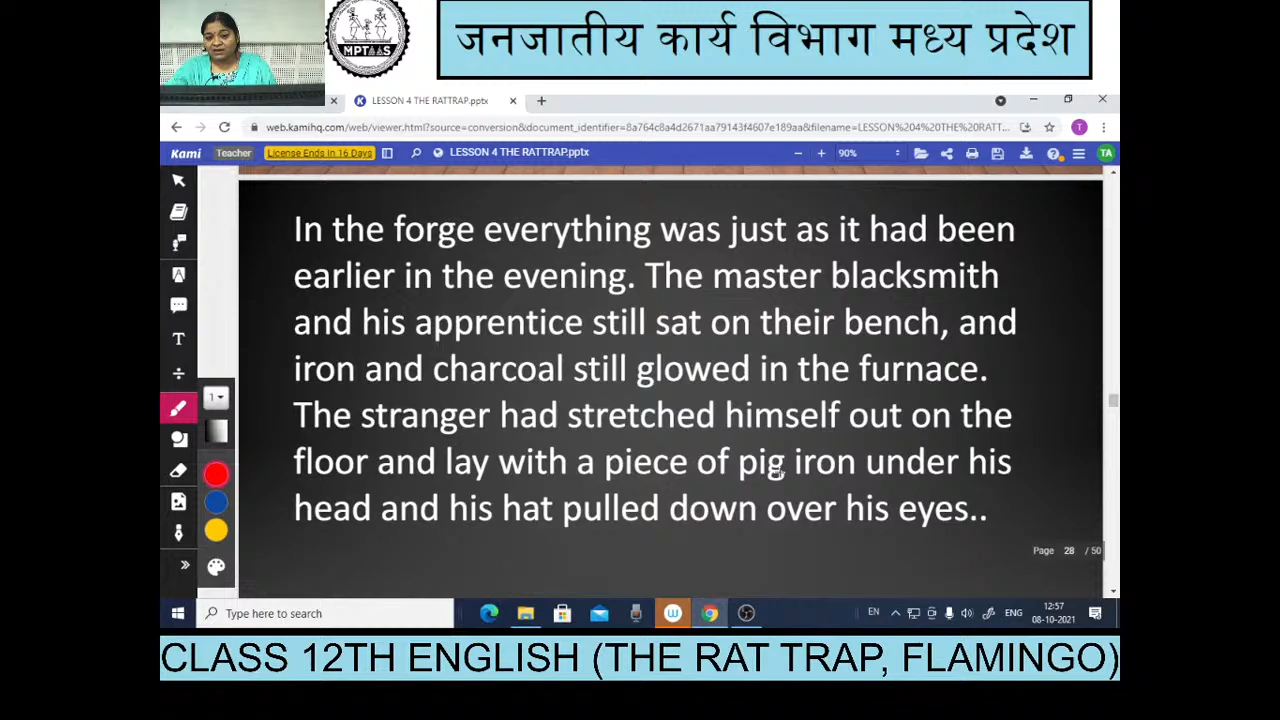 MPTAAS
जनजातीय कार्य विभाग मध्य प्रदेश
LESSON 4 THE RATTRAP.pptx
web.kamihq.com/web/viewer.html?source=conversion&document_identifier=8a764c8a4d2671aa79143f4607e189aa&filename=LESSON%204%20THE%20RATT...
T
Kami Teacher License Ends In 16 Days LESSON 4 THE RATTRAP.pptx 90% TA
In the forge everything was just as it had been
earlier in the evening. The master blacksmith
and his apprentice still sat on their bench, and
iron and charcoal still glowed in the furnace.
The stranger had stretched himself out on the
floor and lay with a piece of pig iron under his
head and his hat pulled down over his eyes..
1
Page 28 / 50
Type here to search
EN ENG 12:57
08-10-2021
CLASS 12TH ENGLISH (THE RAT TRAP, FLAMINGO)